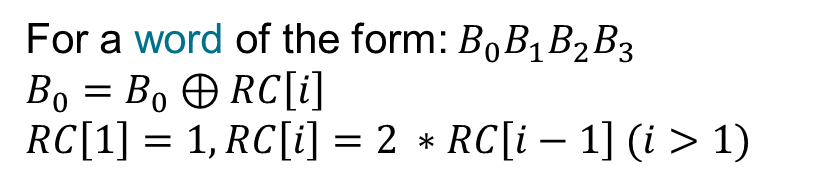 For a word of the form: B₀B₁B₂B₃
B₀ = B₀ ⊕ RC[i]
RC[1] = 1, RC[i] = 2 * RC[i − 1] (i > 1)